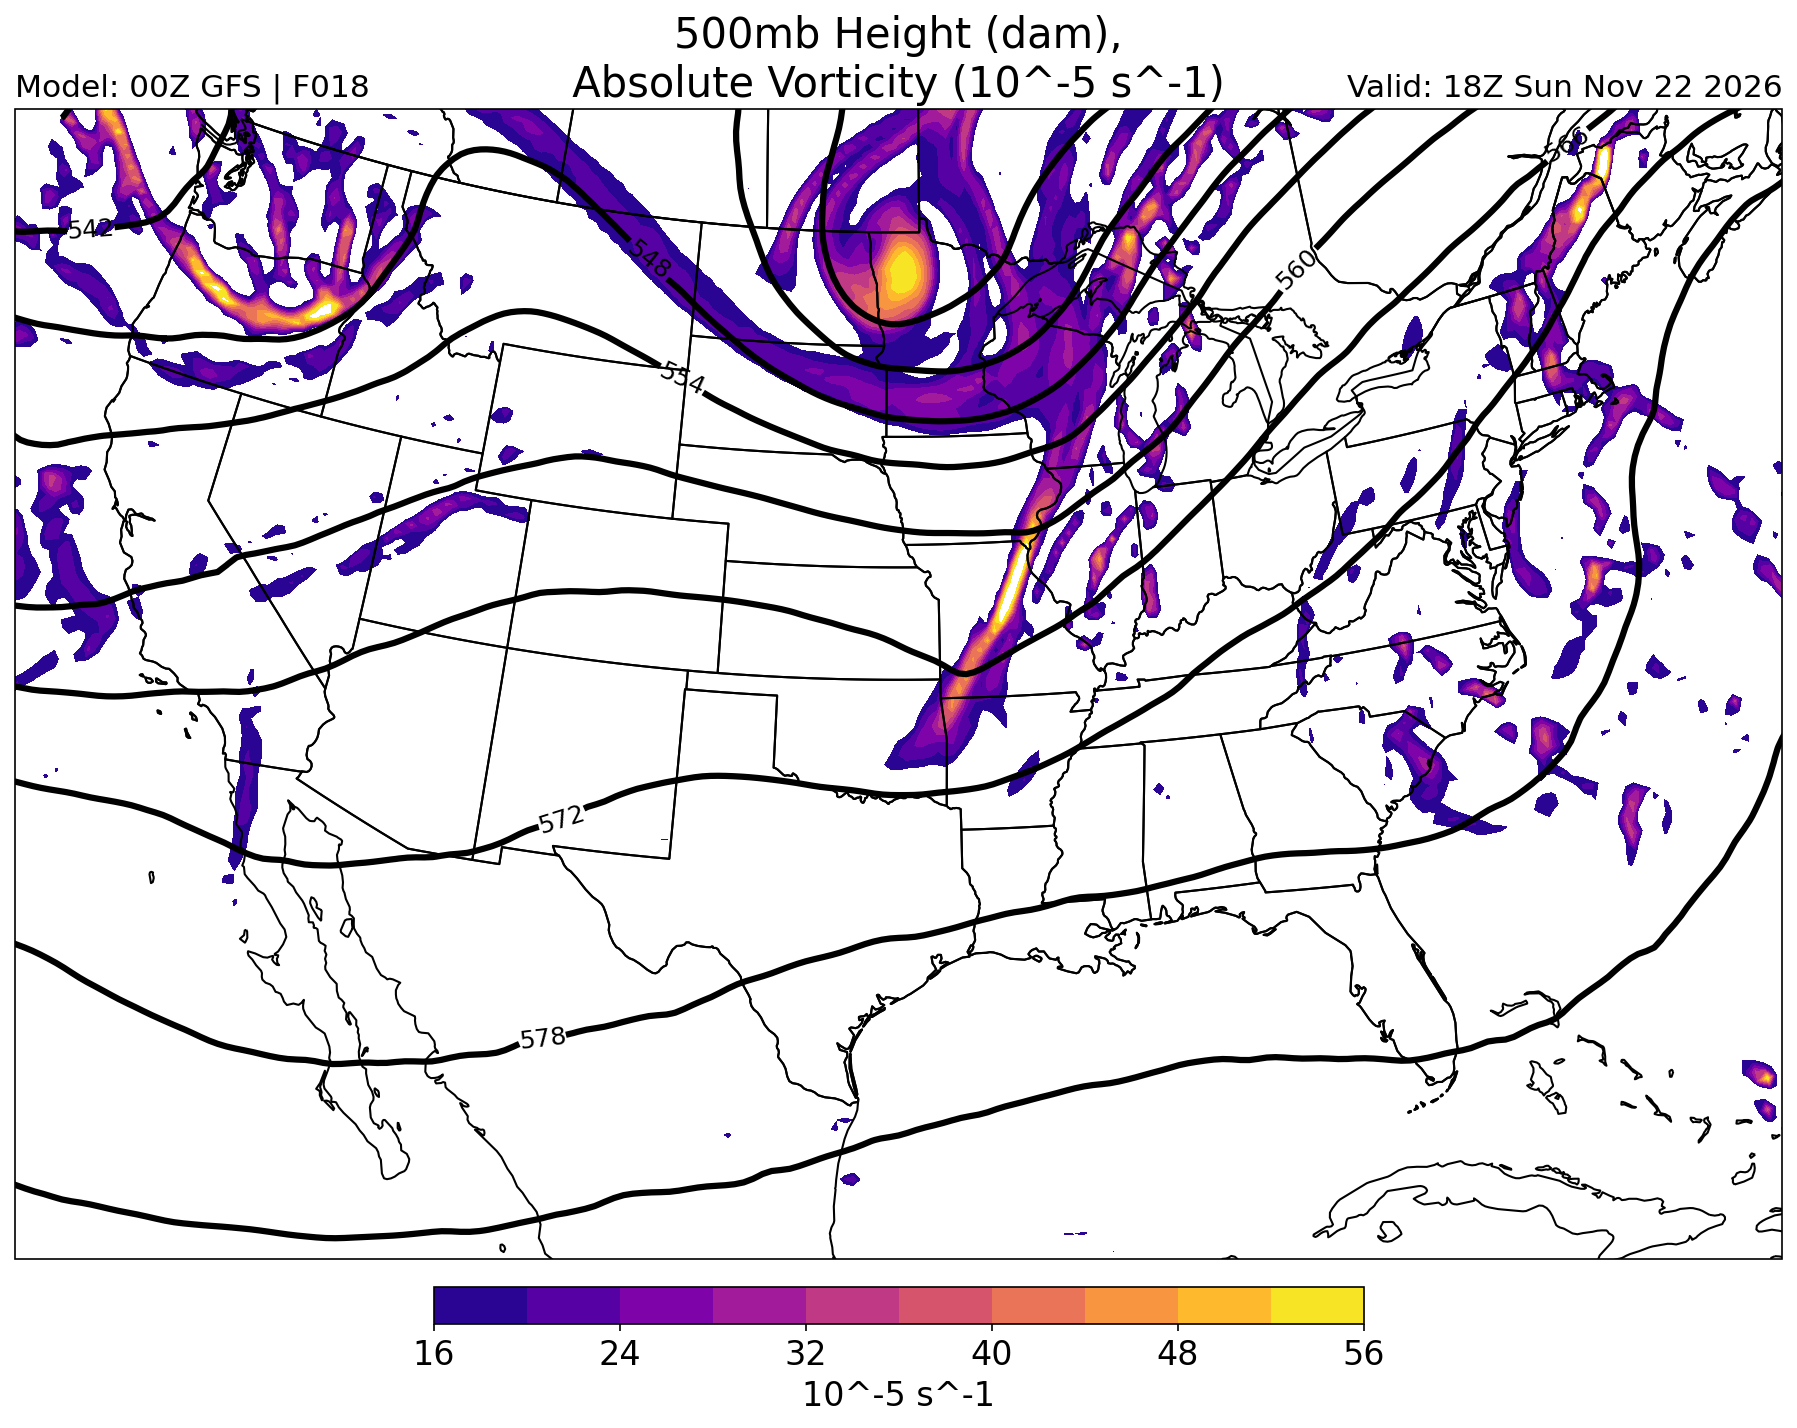 500mb Height (dam),
Absolute Vorticity (10^-5 s^-1)
Model: 00Z GFS | F018
Valid: 18Z Sun Nov 22 2026
542
548
554
560
566
572
578
16 24 32 40 48 56
10^-5 s^-1